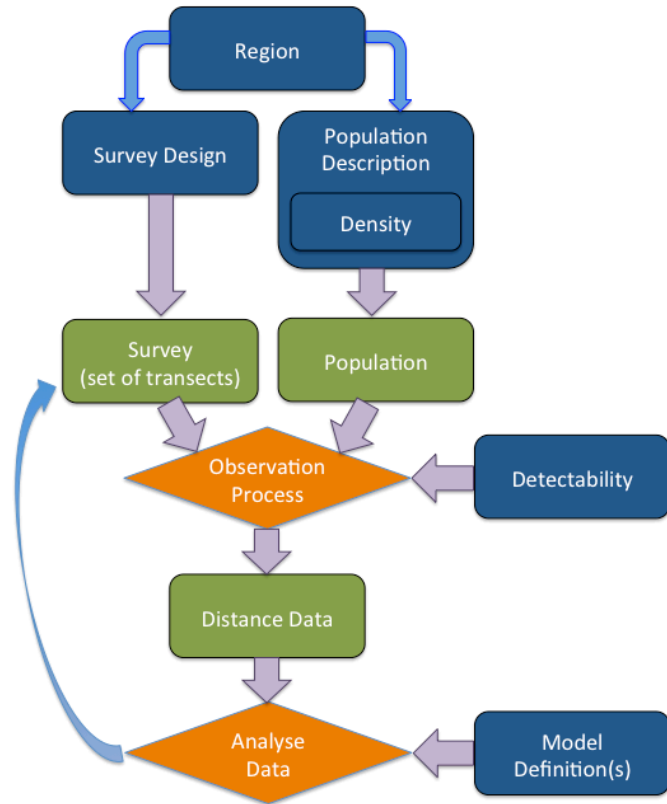 Region
Survey Design
Population
Description
Density
Survey
(set of transects)
Population
Observation
Process
Detectability
Distance Data
Analyse
Data
Model
Definition(s)